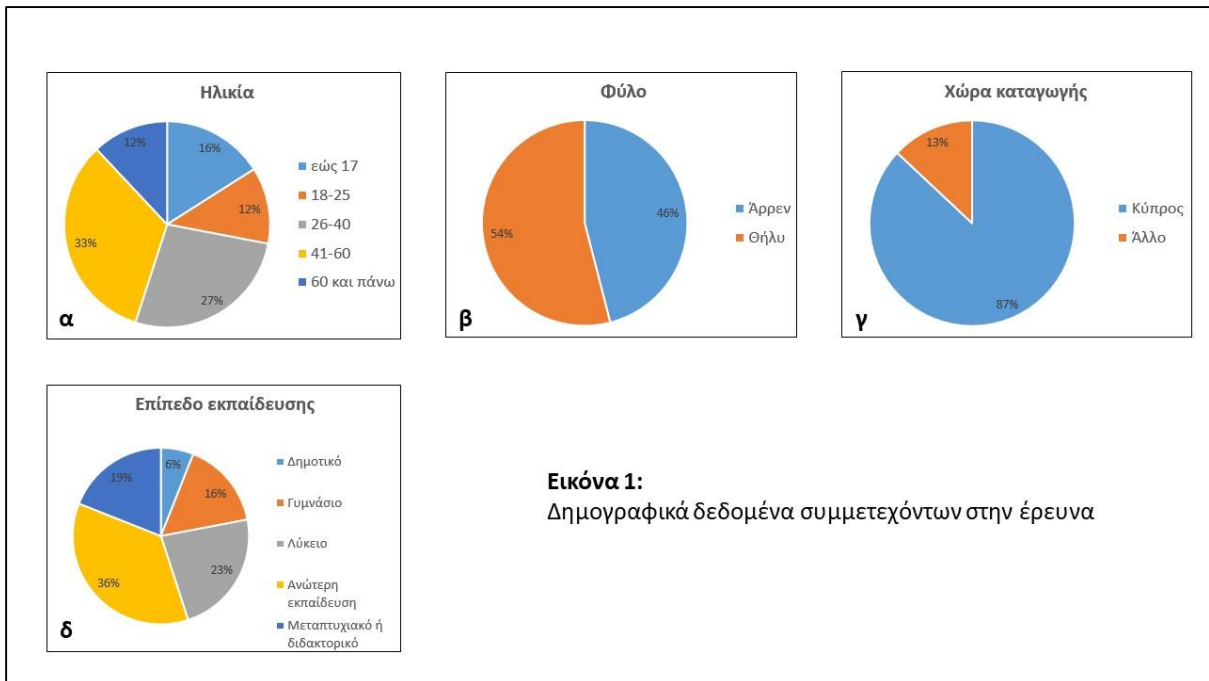 Ηλικία
16%
12%
27%
33%
12%
εώς 17
18-25
26-40
41-60
60 και πάνω
α
Φύλο
46%
54%
Άρρεν
Θήλυ
β
Χώρα καταγωγής
13%
87%
Κύπρος
Άλλο
γ
Επίπεδο εκπαίδευσης
6%
16%
23%
36%
19%
Δημοτικό
Γυμνάσιο
Λύκειο
Ανώτερη
εκπαίδευση
Μεταπτυχιακό ή
διδακτορικό
δ
Εικόνα 1:
Δημογραφικά δεδομένα συμμετεχόντων στην έρευνα